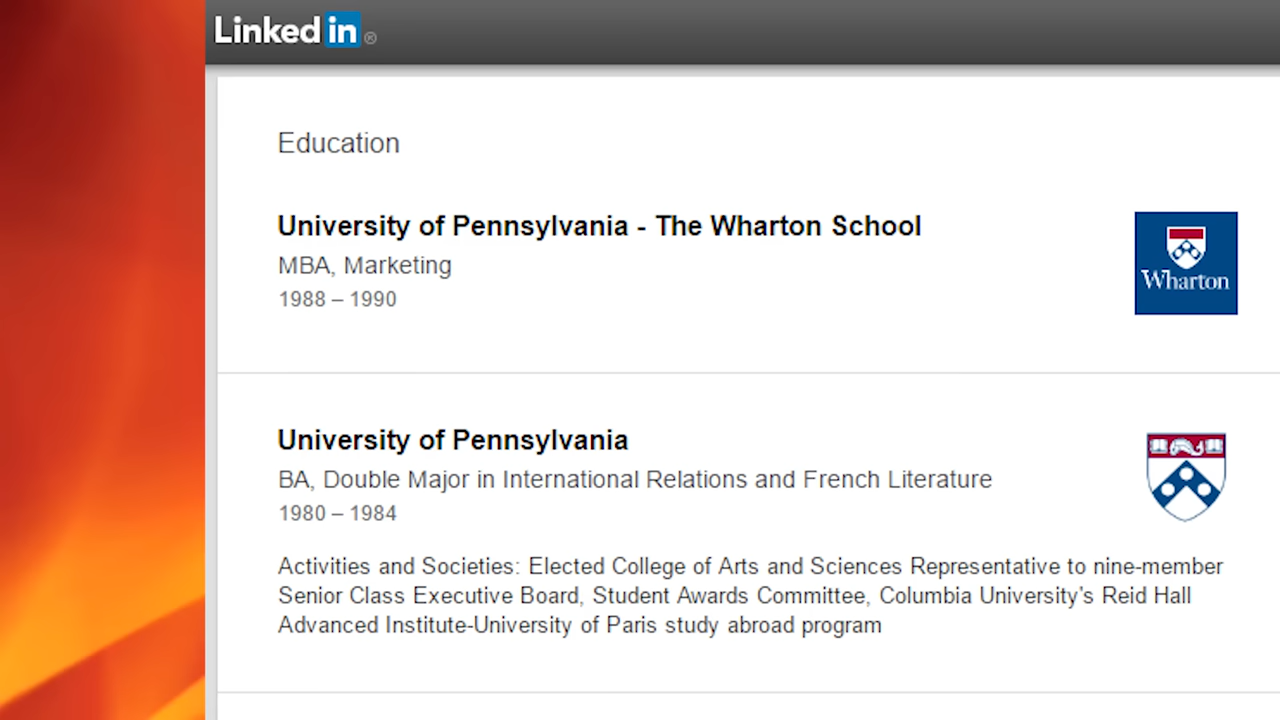 Linked in ®
Education
University of Pennsylvania - The Wharton School
MBA, Marketing
1988 – 1990
Wharton
University of Pennsylvania
BA, Double Major in International Relations and French Literature
1980 – 1984
Activities and Societies: Elected College of Arts and Sciences Representative to nine-member
Senior Class Executive Board, Student Awards Committee, Columbia University's Reid Hall
Advanced Institute-University of Paris study abroad program